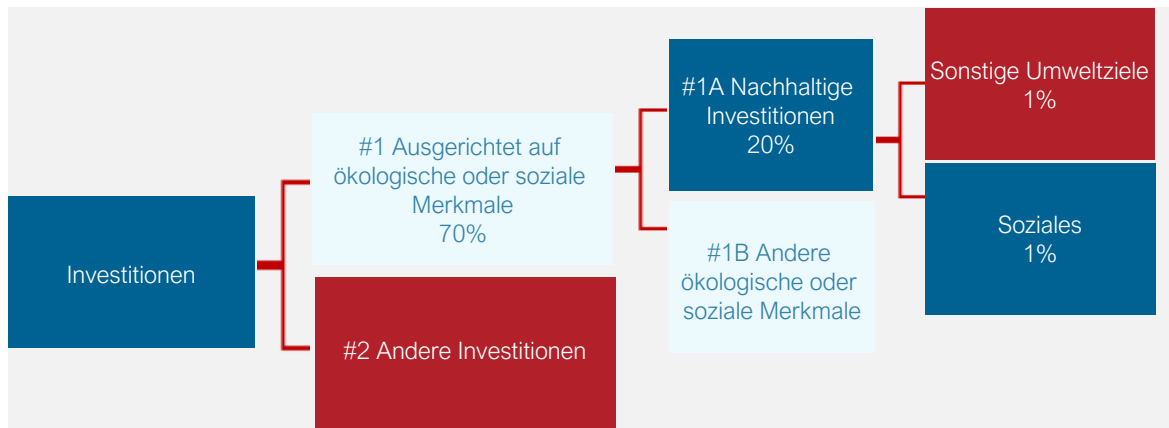 Investitionen
#1 Ausgerichtet auf
ökologische oder soziale
Merkmale
70%
#2 Andere Investitionen
#1A Nachhaltige
Investitionen
20%
#1B Andere
ökologische oder
soziale Merkmale
Sonstige Umweltziele
1%
Soziales
1%